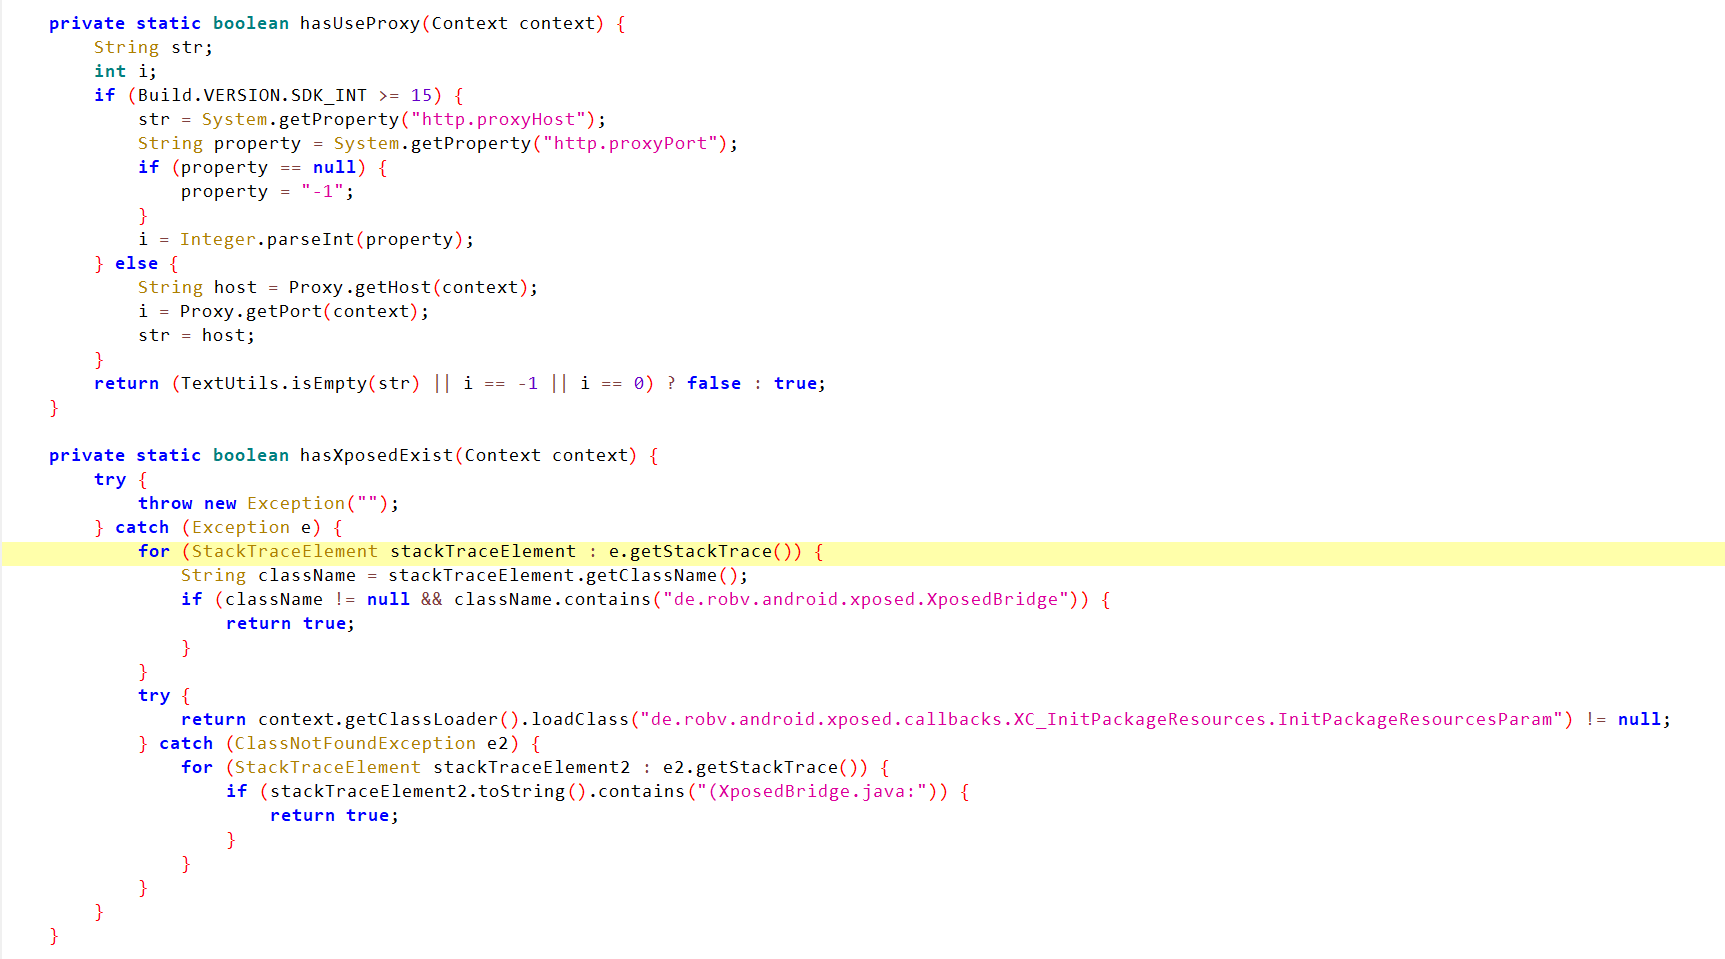 private static boolean hasUseProxy(Context context) {
String str;
int i;
if (Build.VERSION.SDK_INT >= 15) {
str = System.getProperty("http.proxyHost");
String property = System.getProperty("http.proxyPort");
if (property == null) {
property = "-1";
}
i = Integer.parseInt(property);
} else {
String host = Proxy.getHost(context);
i = Proxy.getPort(context);
str = host;
}
return (TextUtils.isEmpty(str) || i == -1 || i == 0) ? false : true;
}
private static boolean hasXposedExist(Context context) {
try {
throw new Exception("");
} catch (Exception e) {
for (StackTraceElement stackTraceElement : e.getStackTrace()) {
String className = stackTraceElement.getClassName();
if (className != null && className.contains("de.robv.android.xposed.XposedBridge")) {
return true;
}
}
try {
return context.getClassLoader().loadClass("de.robv.android.xposed.callbacks.XC_InitPackageResources.InitPackageResourcesParam") != null;
} catch (ClassNotFoundException e2) {
for (StackTraceElement stackTraceElement2 : e2.getStackTrace()) {
if (stackTraceElement2.toString().contains("(XposedBridge.java:")) {
return true;
}
}
}
}
}